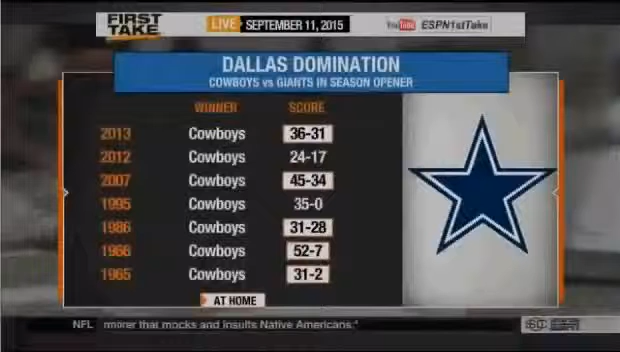 FIRST
TAKE
LIVE SEPTEMBER 11, 2015
YouTube ESPN1stTake
DALLAS DOMINATION
COWBOYS vs GIANTS IN SEASON OPENER
WINNER SCORE
2013 Cowboys 36-31
2012 Cowboys 24-17
2007 Cowboys 45-34
1995 Cowboys 35-0
1986 Cowboys 31-28
1966 Cowboys 52-7
1965 Cowboys 31-2
AT HOME
NFL moniker that mocks and insults Native Americans."